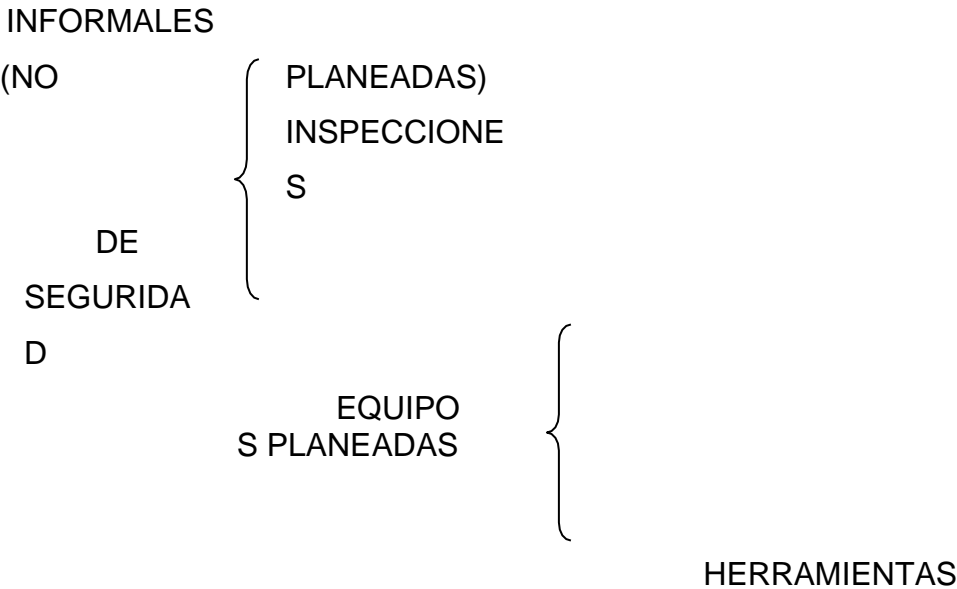 INFORMALES
(NO PLANEADAS)
INSPECCIONE
S
DE
SEGURIDA
D
EQUIPO
S PLANEADAS
HERRAMIENTAS